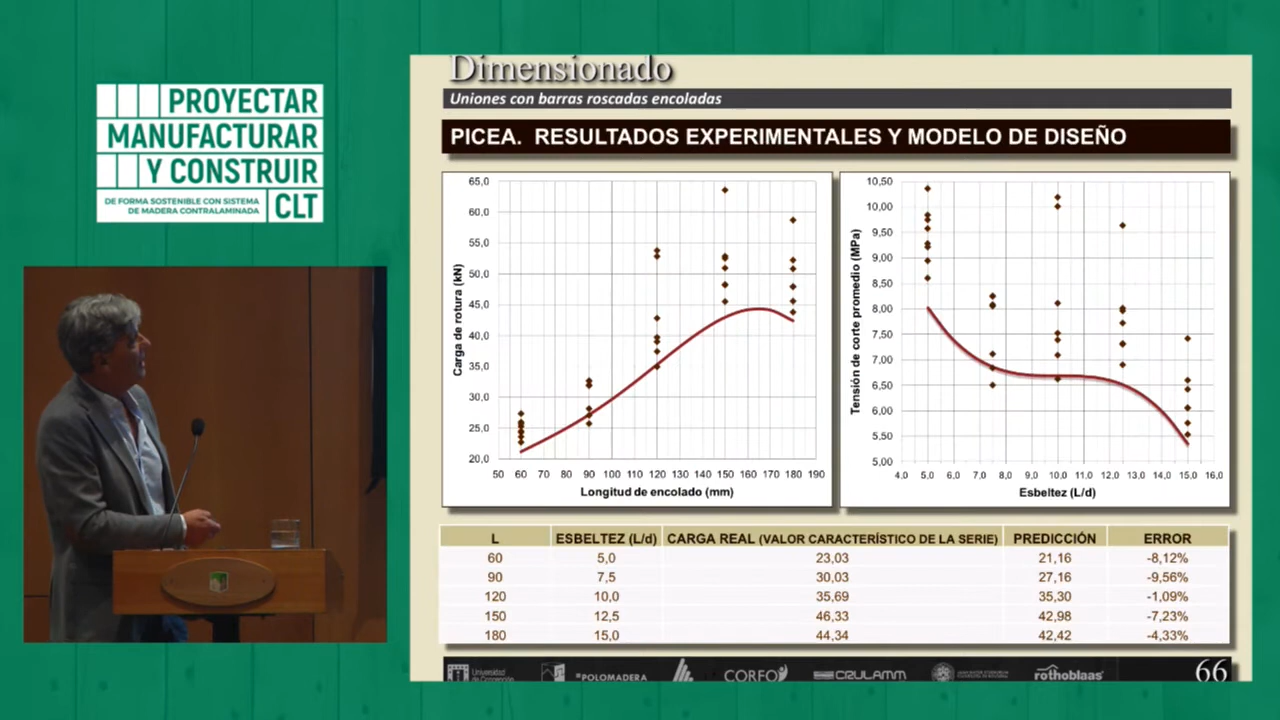 PROYECTAR
MANUFACTURAR
Y CONSTRUIR
DE FORMA SOSTENIBLE CON SISTEMA
DE MADERA CONTRALAMINADA
CLT
Dimensionado
Uniones con barras roscadas encoladas
PICEA. RESULTADOS EXPERIMENTALES Y MODELO DE DISEÑO
Carga de rotura (kN)
65,0
60,0
55,0
50,0
45,0
40,0
35,0
30,0
25,0
20,0
50 60 70 80 90 100 110 120 130 140 150 160 170 180 190
Longitud de encolado (mm)
Tensión de corte promedio (MPa)
10,50
10,00
9,50
9,00
8,50
8,00
7,50
7,00
6,50
6,00
5,50
5,00
4,0 5,0 6,0 7,0 8,0 9,0 10,0 11,0 12,0 13,0 14,0 15,0 16,0
Esbeltez (L/d)
L ESBELTEZ (L/d) CARGA REAL (VALOR CARACTERÍSTICO DE LA SERIE) PREDICCIÓN ERROR
60 5,0 23,03 21,16 -8,12%
90 7,5 30,03 27,16 -9,56%
120 10,0 35,69 35,30 -1,09%
150 12,5 46,33 42,98 -7,23%
180 15,0 44,34 42,42 -4,33%
Universidad
de Concepción
POLOMADERA
CORFO
CRULAMM
rothoblaas
66